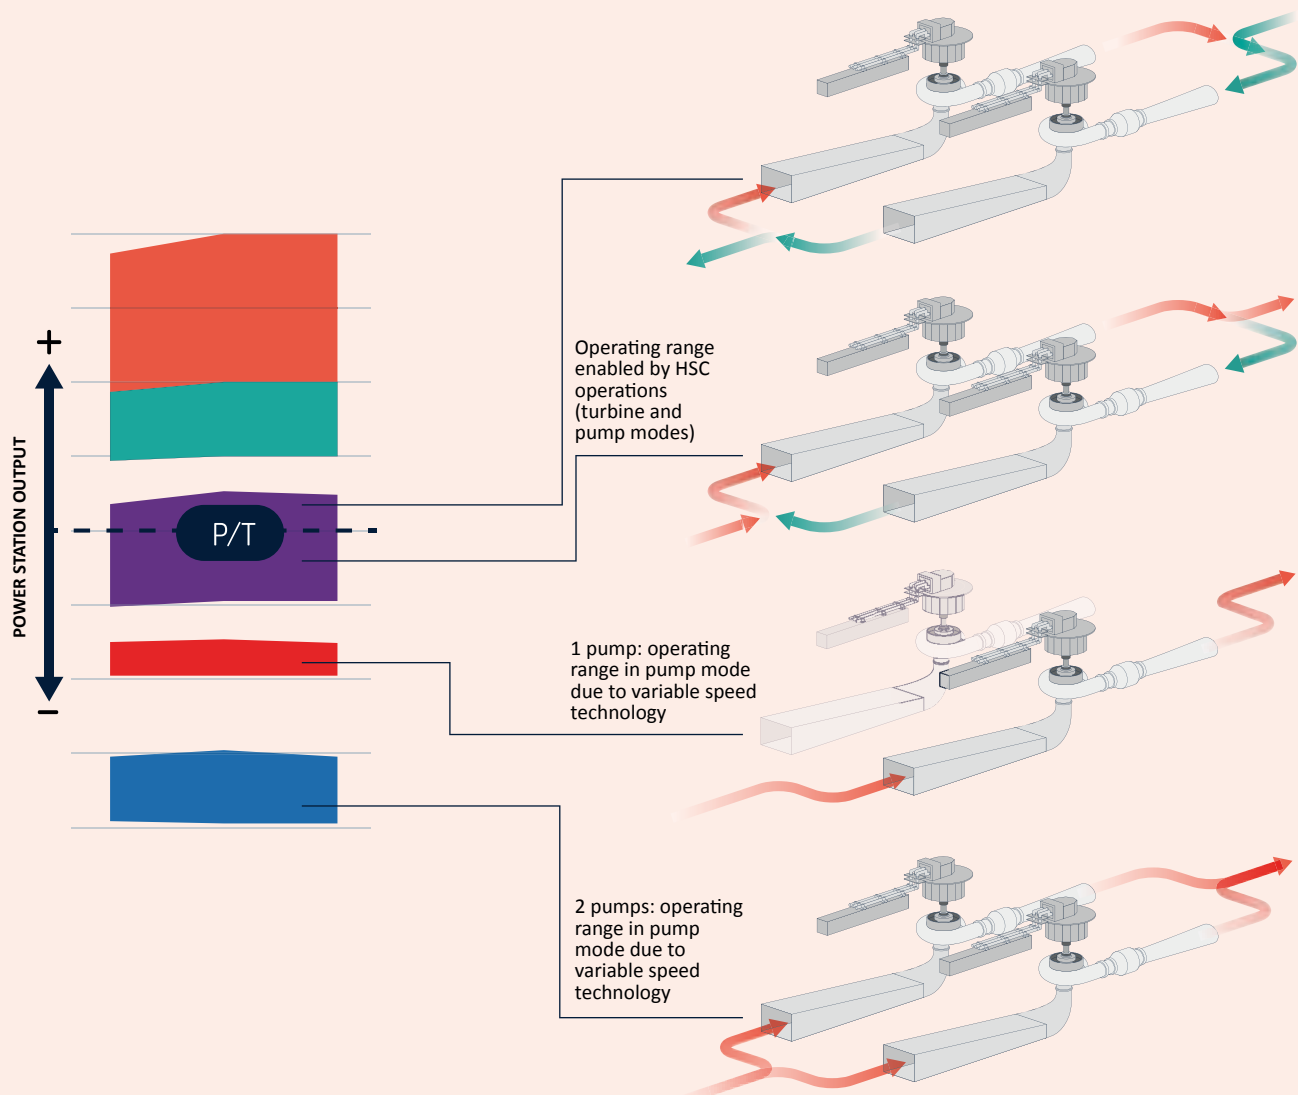 +
POWER STATION OUTPUT
–
P/T
Operating range
enabled by HSC
operations
(turbine and
pump modes)
1 pump: operating
range in pump mode
due to variable speed
technology
2 pumps: operating
range in pump
mode due to
variable speed
technology